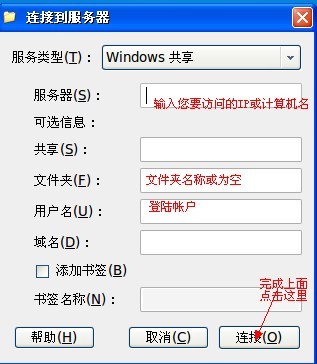 连接到服务器
服务类型(T)： Windows 共享
服务器(S)： 输入您要访问的IP或计算机名
可选信息：
共享(S)：
文件夹(F)： 文件夹名称或为空
用户名(U)： 登陆帐户
域名(D)：
添加书签(B)
书签名称(N)：
完成上面
点击这里
帮助(H) 取消(C) 连接(O)